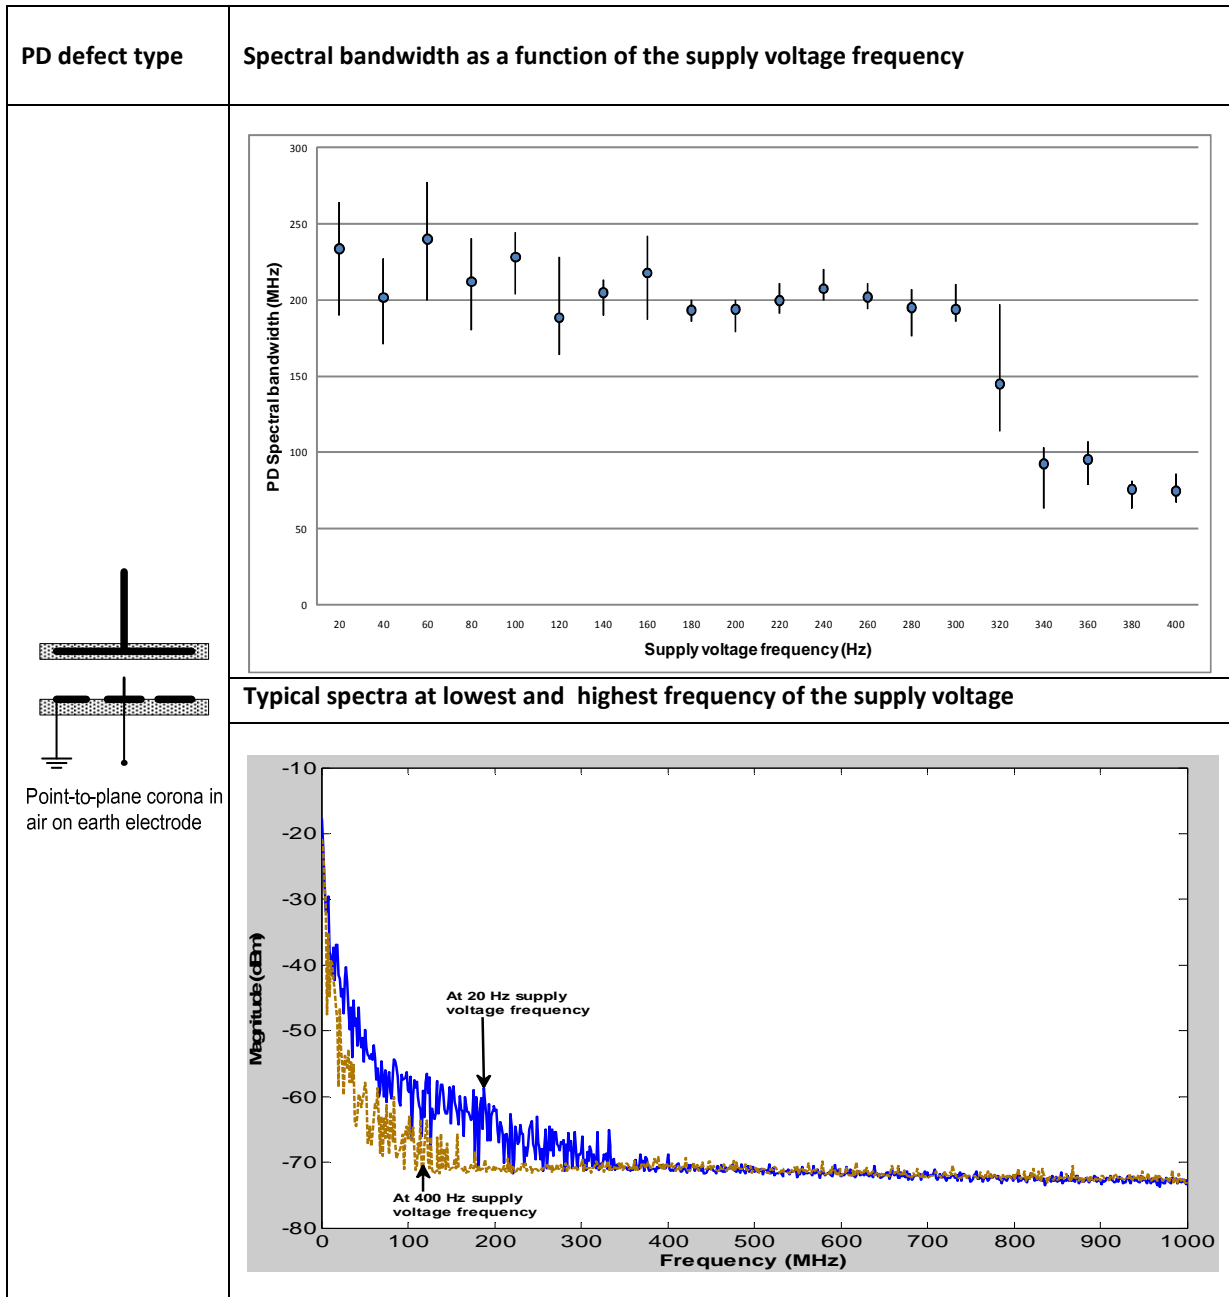 PD defect type
Spectral bandwidth as a function of the supply voltage frequency
300
250
200
150
100
50
0
PD Spectral bandwidth (MHz)
20 40 60 80 100 120 140 160 180 200 220 240 260 280 300 320 340 360 380 400
Supply voltage frequency (Hz)
Point-to-plane corona in
air on earth electrode
Typical spectra at lowest and highest frequency of the supply voltage
-10
-20
-30
-40
-50
-60
-70
-80
Magnitude (dBm)
At 20 Hz supply
voltage frequency
At 400 Hz supply
voltage frequency
0 100 200 300 400 500 600 700 800 900 1000
Frequency (MHz)